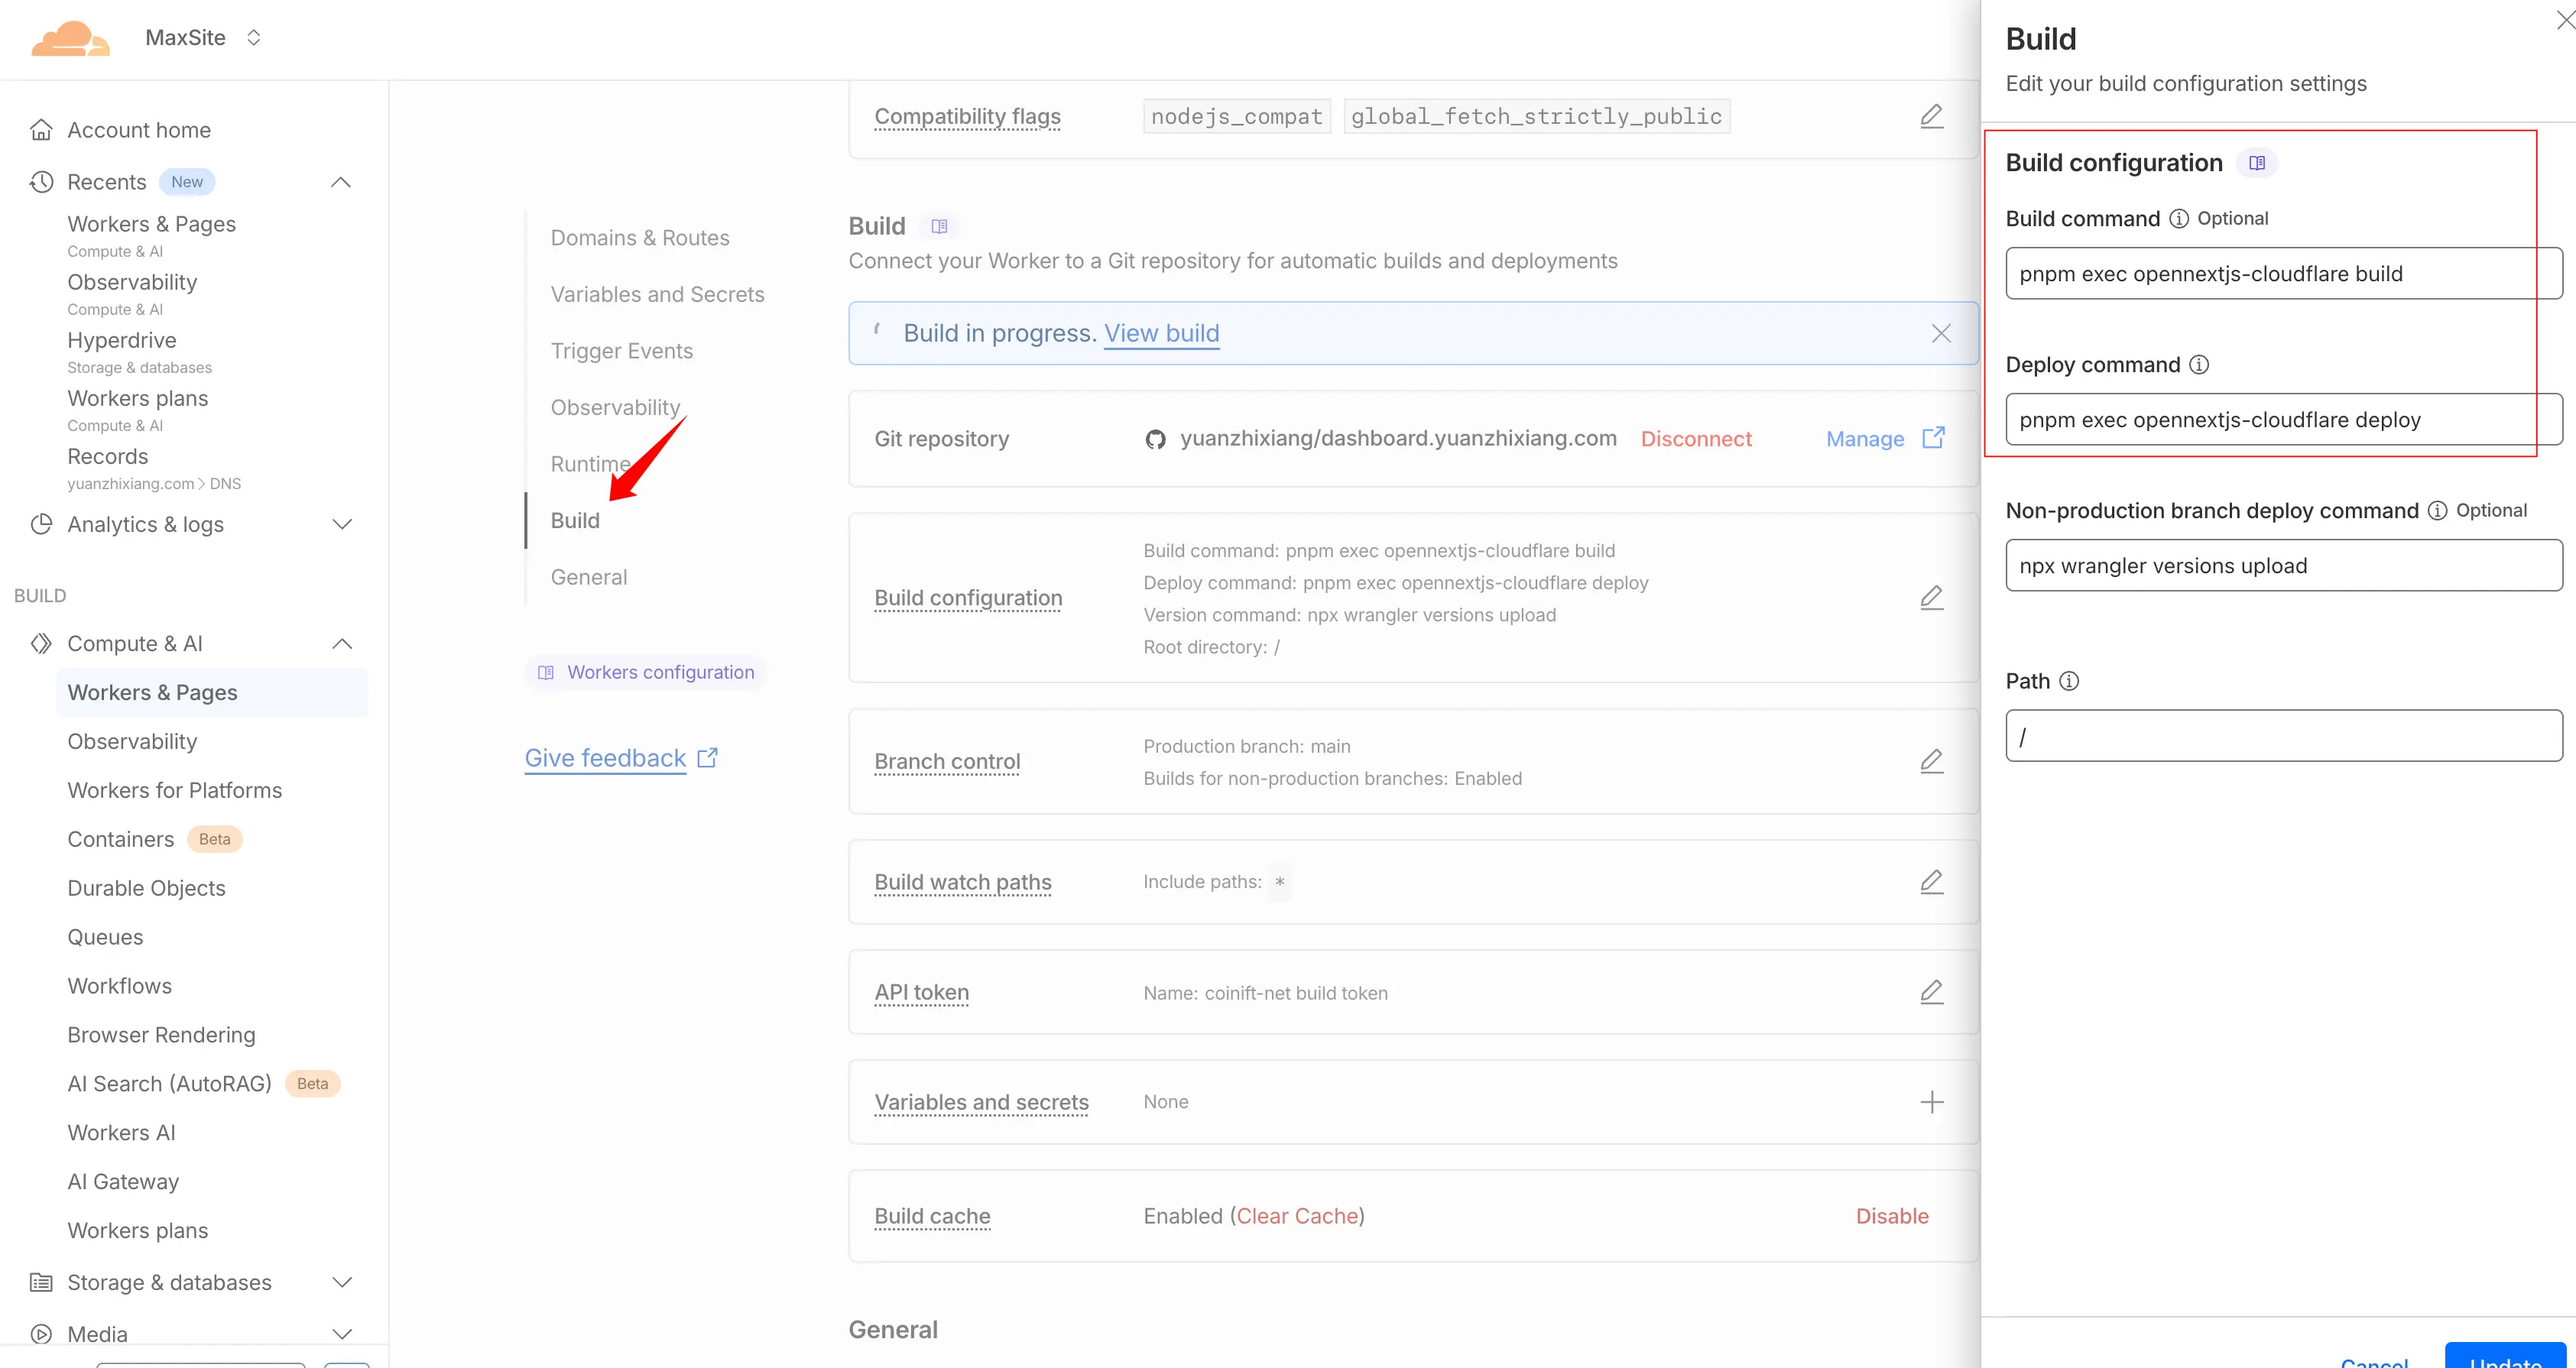 MaxSite
Account home
Recents New
Workers & Pages
Compute & AI
Observability
Compute & AI
Hyperdrive
Storage & databases
Workers plans
Compute & AI
Records
yuanzhixiang.com > DNS
Analytics & logs
BUILD
Compute & AI
Workers & Pages
Observability
Workers for Platforms
Containers Beta
Durable Objects
Queues
Workflows
Browser Rendering
AI Search (AutoRAG) Beta
Workers AI
AI Gateway
Workers plans
Storage & databases
Media
Domains & Routes
Variables and Secrets
Trigger Events
Observability
Runtime
Build
General
Workers configuration
Give feedback
Compatibility flags nodejs_compat global_fetch_strictly_public
Build
Connect your Worker to a Git repository for automatic builds and deployments
Build in progress. View build
Git repository yuanzhixiang/dashboard.yuanzhixiang.com Disconnect Manage
Build configuration
Build command: pnpm exec opennextjs-cloudflare build
Deploy command: pnpm exec opennextjs-cloudflare deploy
Version command: npx wrangler versions upload
Root directory: /
Branch control
Production branch: main
Builds for non-production branches: Enabled
Build watch paths Include paths: *
API token Name: coinift-net build token
Variables and secrets None
Build cache Enabled (Clear Cache) Disable
General
Build
Edit your build configuration settings
Build configuration
Build command Optional
pnpm exec opennextjs-cloudflare build
Deploy command
pnpm exec opennextjs-cloudflare deploy
Non-production branch deploy command Optional
npx wrangler versions upload
Path
/
Cancel Update